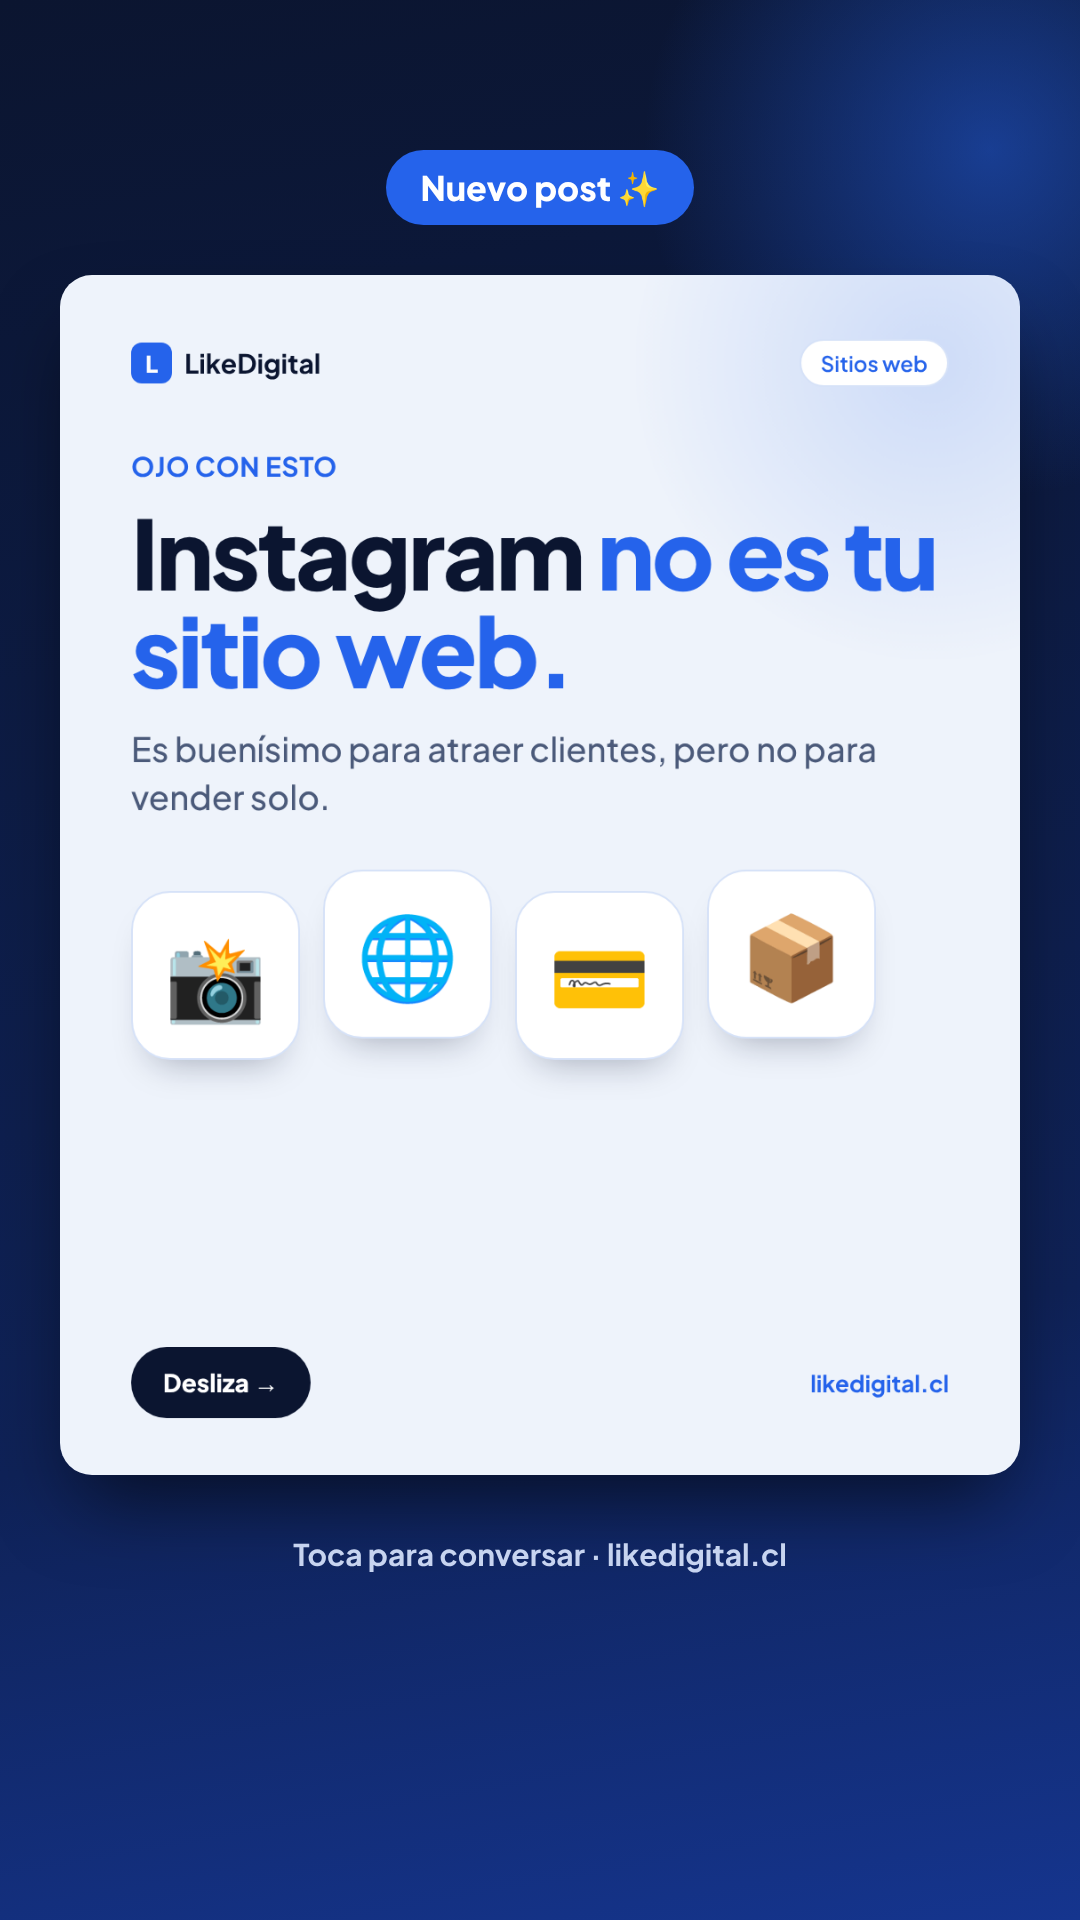 Nuevo post ✨
L LikeDigital
Sitios web
OJO CON ESTO
Instagram no es tu
sitio web.
Es buenísimo para atraer clientes, pero no para
vender solo.
Desliza →
likedigital.cl
Toca para conversar · likedigital.cl